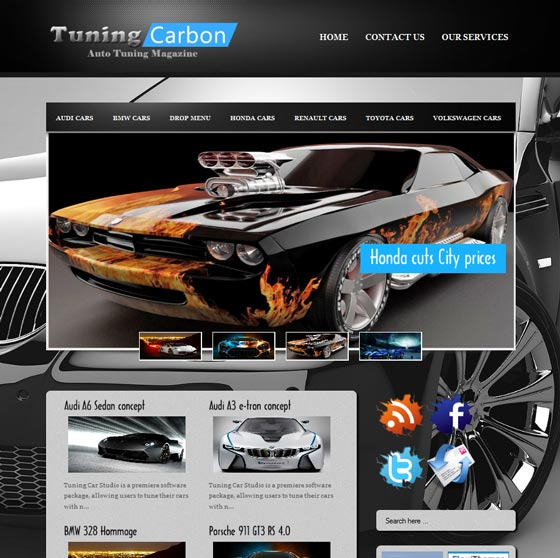 Tuning Carbon
Auto Tuning Magazine
HOME CONTACT US OUR SERVICES
AUDI CARS BMW CARS DROP MENU HONDA CARS RENAULT CARS TOYOTA CARS VOLKSWAGEN CARS
Honda cuts City prices
Audi A6 Sedan concept
Tuning Car Studio is a premiere software
package, allowing users to tune their cars
with n...
Audi A3 e-tron concept
Tuning Car Studio is a premiere software
package, allowing users to tune their cars
with n...
BMW 328 Hommage
Porsche 911 GT3 RS 4.0
Search here ...